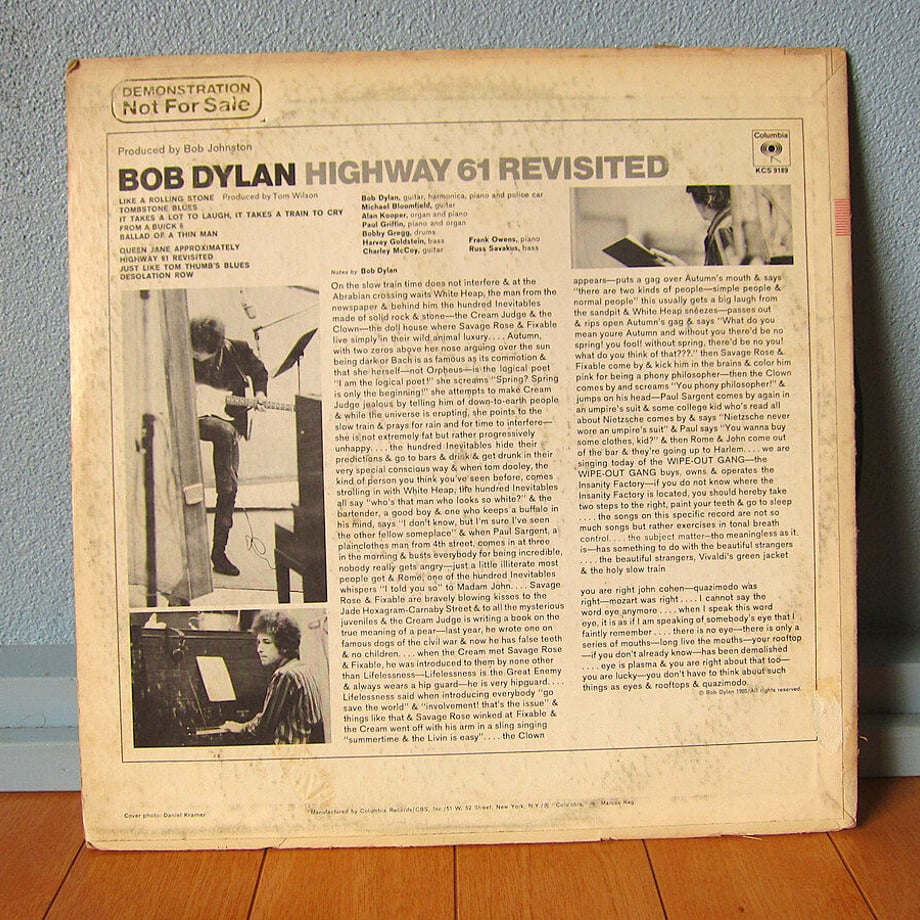 DEMONSTRATION
Not For Sale
Produced by Bob Johnston
BOB DYLAN HIGHWAY 61 REVISITED
Columbia
KCS 9189
LIKE A ROLLING STONE Produced by Tom Wilson
TOMBSTONE BLUES
IT TAKES A LOT TO LAUGH, IT TAKES A TRAIN TO CRY
FROM A BUICK 6
BALLAD OF A THIN MAN
QUEEN JANE APPROXIMATELY
HIGHWAY 61 REVISITED
JUST LIKE TOM THUMB'S BLUES
DESOLATION ROW
Bob Dylan, guitar, harmonica, piano and police car
Michael Bloomfield, guitar
Alan Kooper, organ and piano
Paul Griffin, piano and organ
Bobby Gregg, drums
Harvey Goldstein, bass
Charley McCoy, guitar
Frank Owens, piano
Russ Savakus, bass
Notes by Bob Dylan
On the slow train time does not interfere & at the
Abrabian crossing waits White Heap, the man from the
newspaper & behind him the hundred Inevitables
made of solid rock & stone—the Cream Judge & the
Clown—the doll house where Savage Rose & Fixable
live simply in their wild animal luxury.... Autumn,
with two zeros above her nose arguing over the sun
being dark or Bach is as famous as its commotion &
that she herself—not Orpheus—is the logical poet
"I am the logical poet!" she screams "Spring? Spring
is only the beginning!" she attempts to make Cream
Judge jealous by telling him of down-to-earth people
& while the universe is erupting, she points to the
slow train & prays for rain and for time to interfere—
she is not extremely fat but rather progressively
unhappy.... the hundred Inevitables hide their
predictions & go to bars & drink & get drunk in their
very special conscious way & when tom dooley, the
kind of person you think you've seen before, comes
strolling in with White Heap, the hundred Inevitables
all say "who's that man who looks so white?" & the
bartender, a good boy & one who keeps a buffalo in
his mind, says "I don't know, but I'm sure I've seen
the other fellow someplace" & when Paul Sargent, a
plainclothes man from 4th street, comes in at three
in the morning & busts everybody for being incredible,
nobody really gets angry—just a little illiterate most
people get & Rome, one of the hundred Inevitables
whispers "I told you so" to Madam John.... Savage
Rose & Fixable are bravely blowing kisses to the
Jade Hexagram-Carnaby Street & to all the mysterious
juveniles & the Cream Judge is writing a book on the
true meaning of a pear—last year, he wrote one on
famous dogs of the civil war & now he has false teeth
& no children.... when the Cream met Savage Rose
& Fixable, he was introduced to them by none other
than Lifelessness—Lifelessness is the Great Enemy
& always wears a hip guard—he is very hipguard....
Lifelessness said when introducing everybody "go
save the world" & "involvement! that's the issue" &
things like that & Savage Rose winked at Fixable &
the Cream went off with his arm in a sling singing
"summertime & the Livin is easy".... the Clown
appears—puts a gag over Autumn's mouth & says
"there are two kinds of people—simple people &
normal people" this usually gets a big laugh from
the sandpit & White Heap sneezes—passes out
& rips open Autumn's gag & says "What do you
mean youre Autumn and without you there'd be no
spring! you fool! without spring, there'd be no you!
what do you think of that???." then Savage Rose &
Fixable come by & kick him in the brains & color him
pink for being a phony philosopher—then the Clown
comes by and screams "You phony philosopher!" &
jumps on his head—Paul Sargent comes by again in
an umpire's suit & some college kid who's read all
about Nietzsche comes by & says "Nietzsche never
wore an umpire's suit" & Paul says "You wanna buy
some clothes, kid?" & then Rome & John come out
of the bar & they're going up to Harlem.... we are
singing today of the WIPE-OUT GANG—the
WIPE-OUT GANG buys, owns & operates the
Insanity Factory—if you do not know where the
Insanity Factory is located, you should hereby take
two steps to the right, paint your teeth & go to sleep
.... the songs on this specific record are not so
much songs but rather exercises in tonal breath
control.... the subject matter—tho meaningless as it
is—has something to do with the beautiful strangers
.... the beautiful strangers, Vivaldi's green jacket
& the holy slow train
you are right john cohen—quazimodo was
right—mozart was right.... I cannot say the
word eye anymore.... when I speak this word
eye, it is as if I am speaking of somebody's eye that I
faintly remember.... there is no eye—there is only a
series of mouths—long live the mouths—your rooftop
—if you don't already know—has been demolished
.... eye is plasma & you are right about that too—
you are lucky—you don't have to think about such
things as eyes & rooftops & quazimodo.
© Bob Dylan 1965/All rights reserved.
Cover photo: Daniel Kramer
Manufactured by Columbia Records/CBS, Inc./51 W. 52 Street, New York, N.Y./® "Columbia," Marcas Reg.